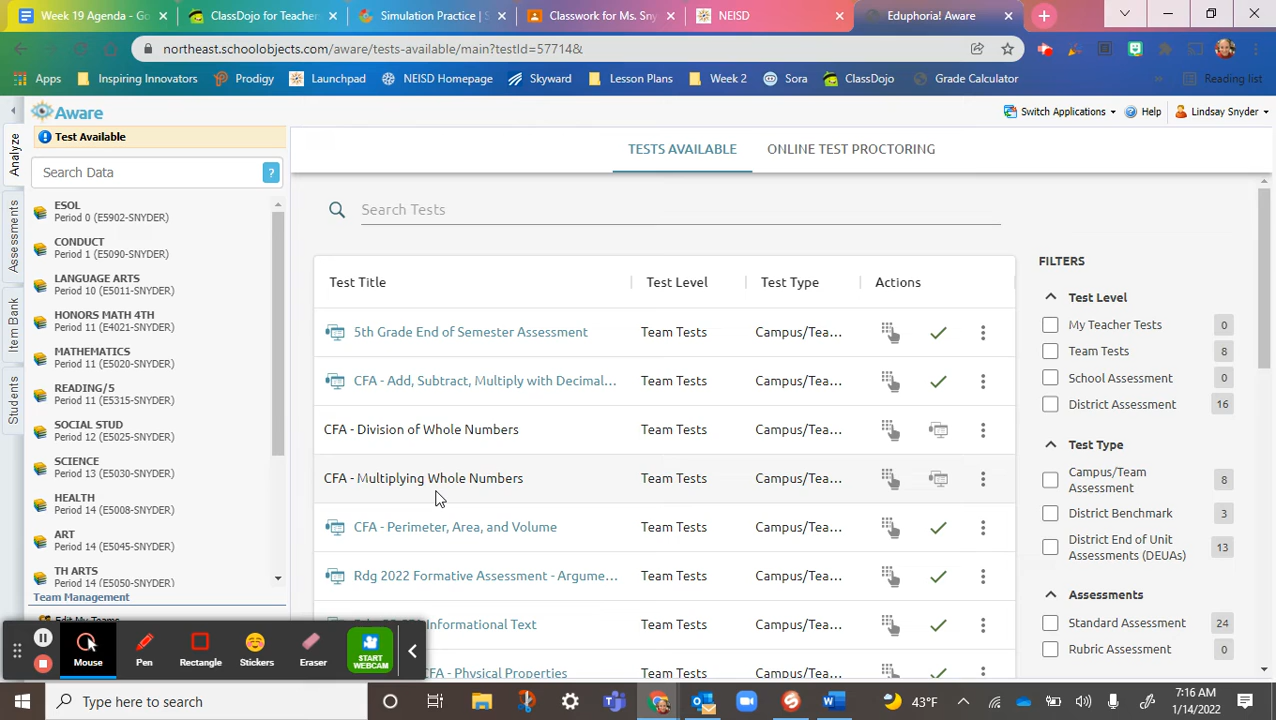 Week 19 Agenda - Go
ClassDojo for Teacher
Simulation Practice | S
Classwork for Ms. Sny
NEISD
Eduphoria! Aware
northeast.schoolobjects.com/aware/tests-available/main?testId=57714&
Apps
Inspiring Innovators
Prodigy
Launchpad
NEISD Homepage
Skyward
Lesson Plans
Week 2
Sora
ClassDojo
Grade Calculator
»
Reading list
Aware
Switch Applications
Help
Lindsay Snyder
Test Available
Search Data
?
Analyze
Assessments
Item Bank
Students
ESOL
Period 0 (E5902-SNYDER)
CONDUCT
Period 1 (E5090-SNYDER)
LANGUAGE ARTS
Period 10 (E5011-SNYDER)
HONORS MATH 4TH
Period 11 (E4021-SNYDER)
MATHEMATICS
Period 11 (E5020-SNYDER)
READING/5
Period 11 (E5315-SNYDER)
SOCIAL STUD
Period 12 (E5025-SNYDER)
SCIENCE
Period 13 (E5030-SNYDER)
HEALTH
Period 14 (E5008-SNYDER)
ART
Period 14 (E5045-SNYDER)
TH ARTS
Period 14 (E5050-SNYDER)
Team Management
Edit My Teams
TESTS AVAILABLE
ONLINE TEST PROCTORING
Search Tests
Test Title Test Level Test Type Actions
5th Grade End of Semester Assessment Team Tests Campus/Tea...
CFA - Add, Subtract, Multiply with Decimal... Team Tests Campus/Tea...
CFA - Division of Whole Numbers Team Tests Campus/Tea...
CFA - Multiplying Whole Numbers Team Tests Campus/Tea...
CFA - Perimeter, Area, and Volume Team Tests Campus/Tea...
Rdg 2022 Formative Assessment - Argume... Team Tests Campus/Tea...
Informational Text Team Tests Campus/Tea...
CFA - Physical Properties Team Tests Campus/Tea...
FILTERS
Test Level
My Teacher Tests 0
Team Tests 8
School Assessment 0
District Assessment 16
Test Type
Campus/Team
Assessment 8
District Benchmark 3
District End of Unit
Assessments (DEUAs) 13
Assessments
Standard Assessment 24
Rubric Assessment 0
Mouse
Pen
Rectangle
Stickers
Eraser
START
WEBCAM
Type here to search
43°F
7:16 AM
1/14/2022